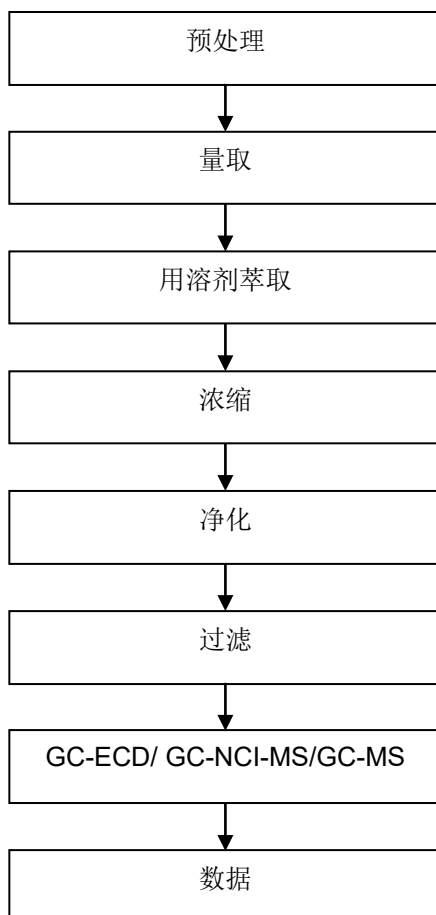 预处理
量取
用溶剂萃取
浓缩
净化
过滤
GC-ECD/ GC-NCI-MS/GC-MS
数据